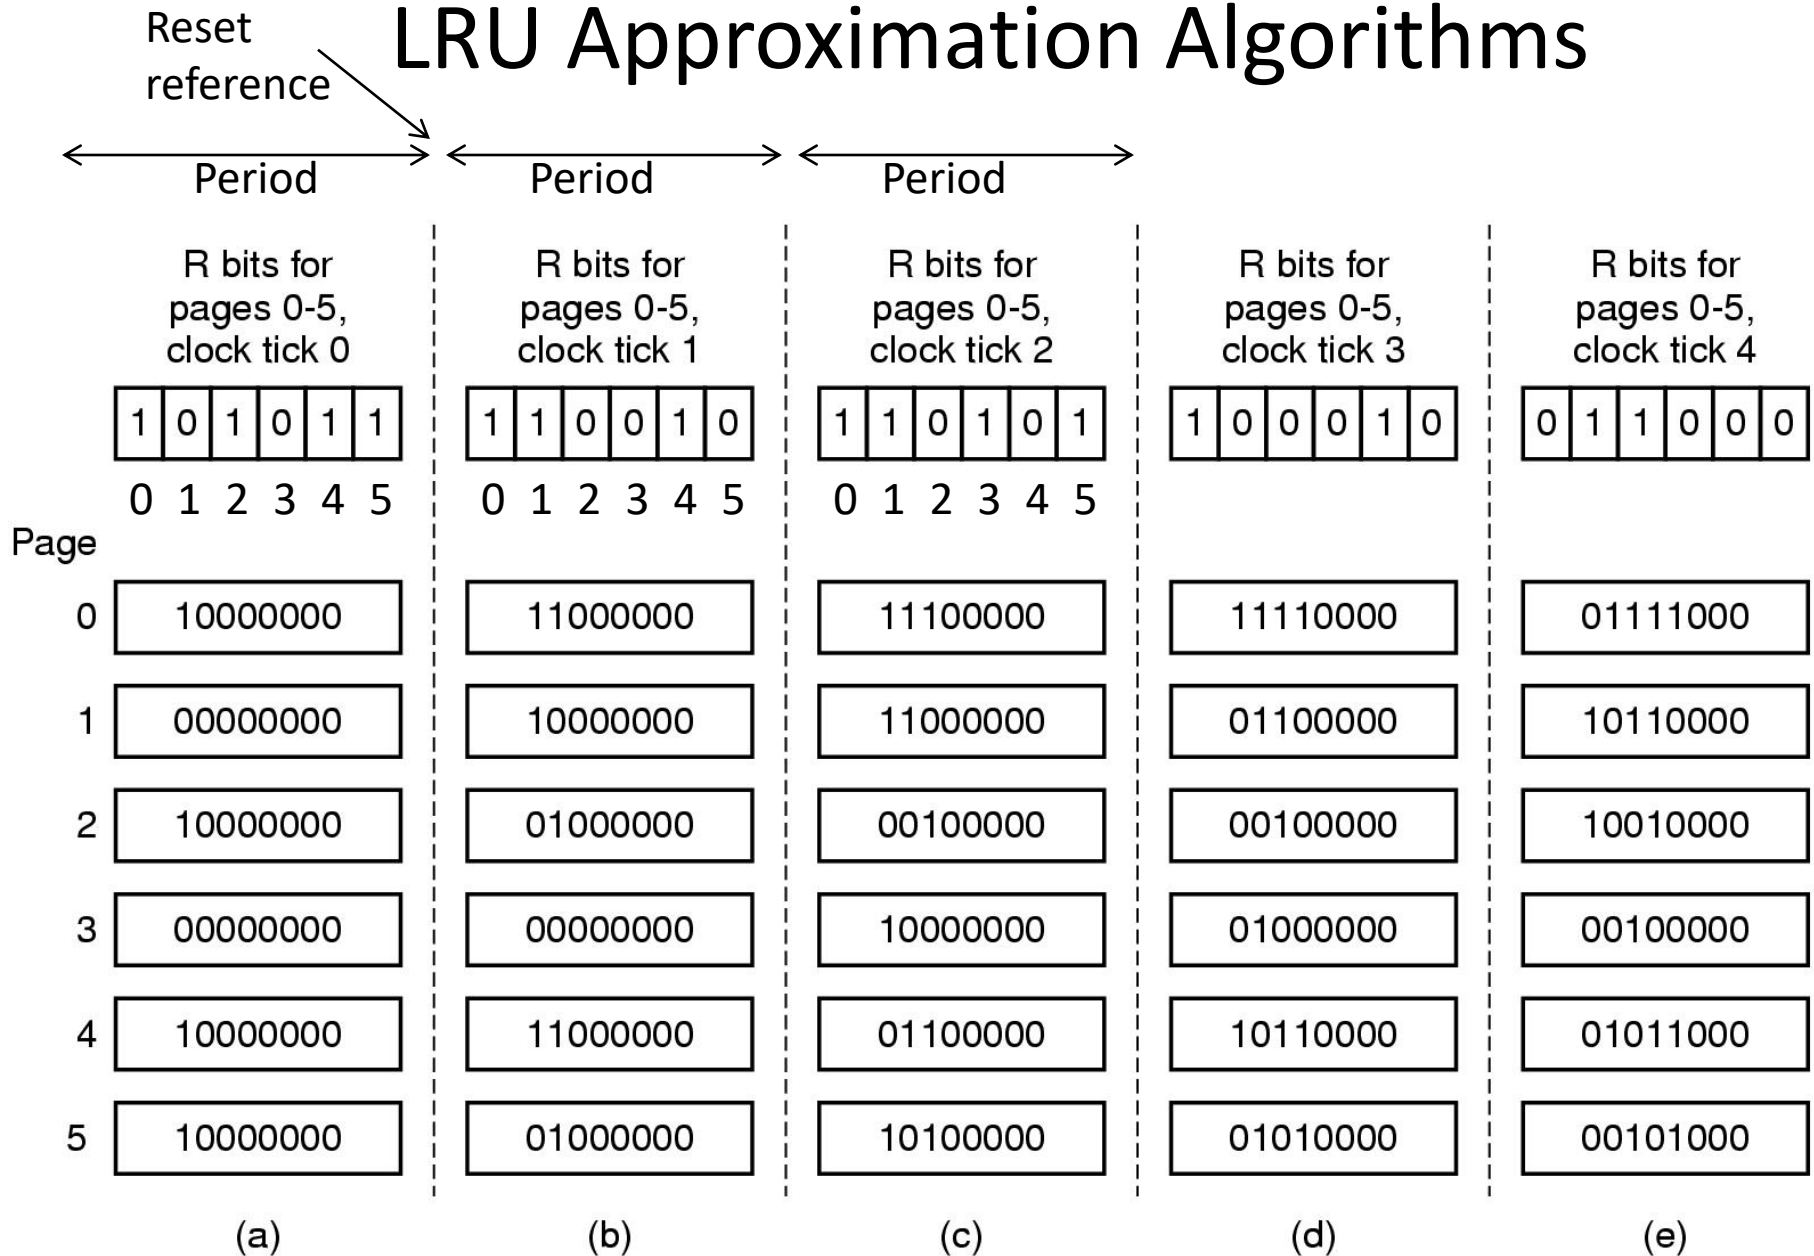 LRU Approximation Algorithms
Reset
reference
Period Period Period
R bits for pages 0-5, clock tick 0
R bits for pages 0-5, clock tick 1
R bits for pages 0-5, clock tick 2
R bits for pages 0-5, clock tick 3
R bits for pages 0-5, clock tick 4
1 0 1 0 1 1 1 1 0 0 1 0 1 1 0 1 0 1 1 0 0 0 1 0 0 1 1 0 0 0
0 1 2 3 4 5 0 1 2 3 4 5 0 1 2 3 4 5
Page
0 10000000 11000000 11100000 11110000 01111000
1 00000000 10000000 11000000 01100000 10110000
2 10000000 01000000 00100000 00100000 10010000
3 00000000 00000000 10000000 01000000 00100000
4 10000000 11000000 01100000 10110000 01011000
5 10000000 01000000 10100000 01010000 00101000
(a) (b) (c) (d) (e)